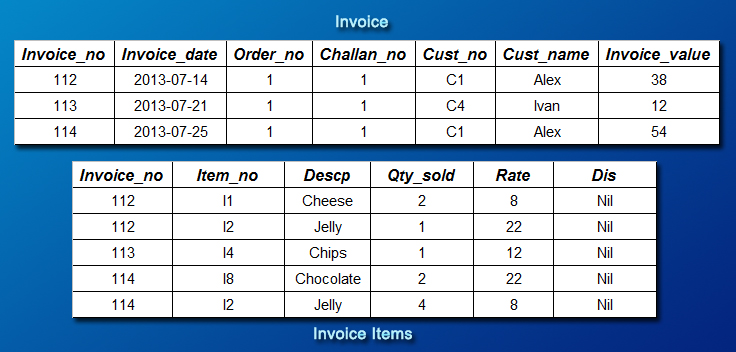 Invoice
Invoice_no Invoice_date Order_no Challan_no Cust_no Cust_name Invoice_value
112 2013-07-14 1 1 C1 Alex 38
113 2013-07-21 1 1 C4 Ivan 12
114 2013-07-25 1 1 C1 Alex 54
Invoice_no Item_no Descp Qty_sold Rate Dis
112 I1 Cheese 2 8 Nil
112 I2 Jelly 1 22 Nil
113 I4 Chips 1 12 Nil
114 I8 Chocolate 2 22 Nil
114 I2 Jelly 4 8 Nil
Invoice Items